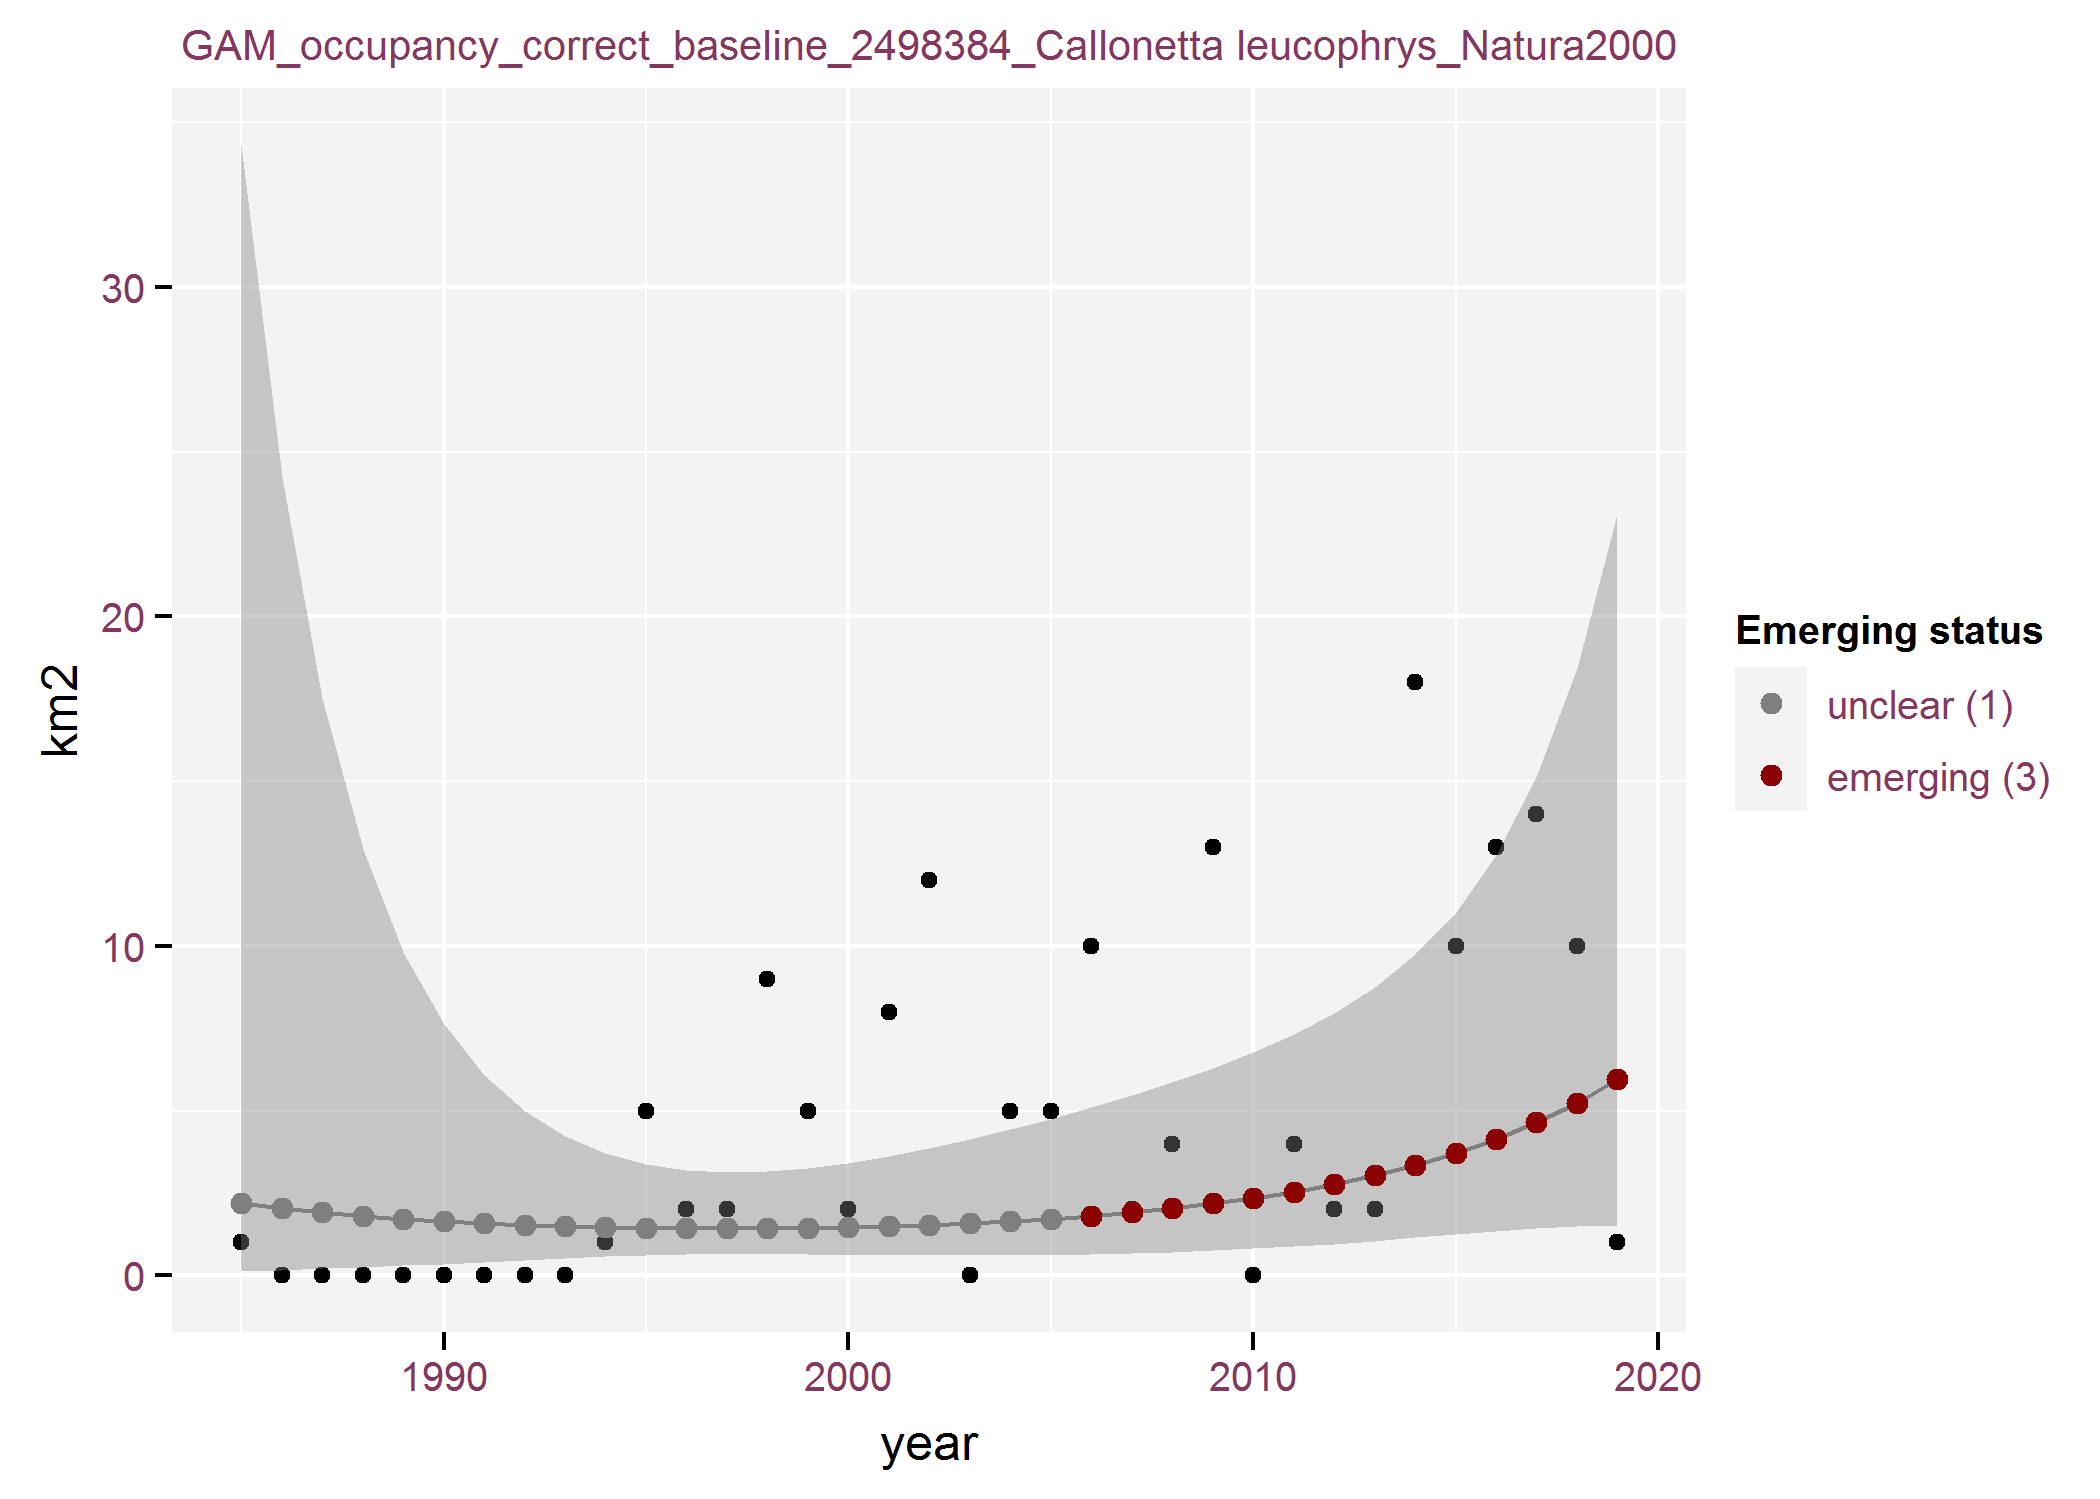 GAM_occupancy_correct_baseline_2498384_Callonetta leucophrys_Natura2000
30
20
10
0
km2
1990 2000 2010 2020
year
Emerging status
unclear (1)
emerging (3)